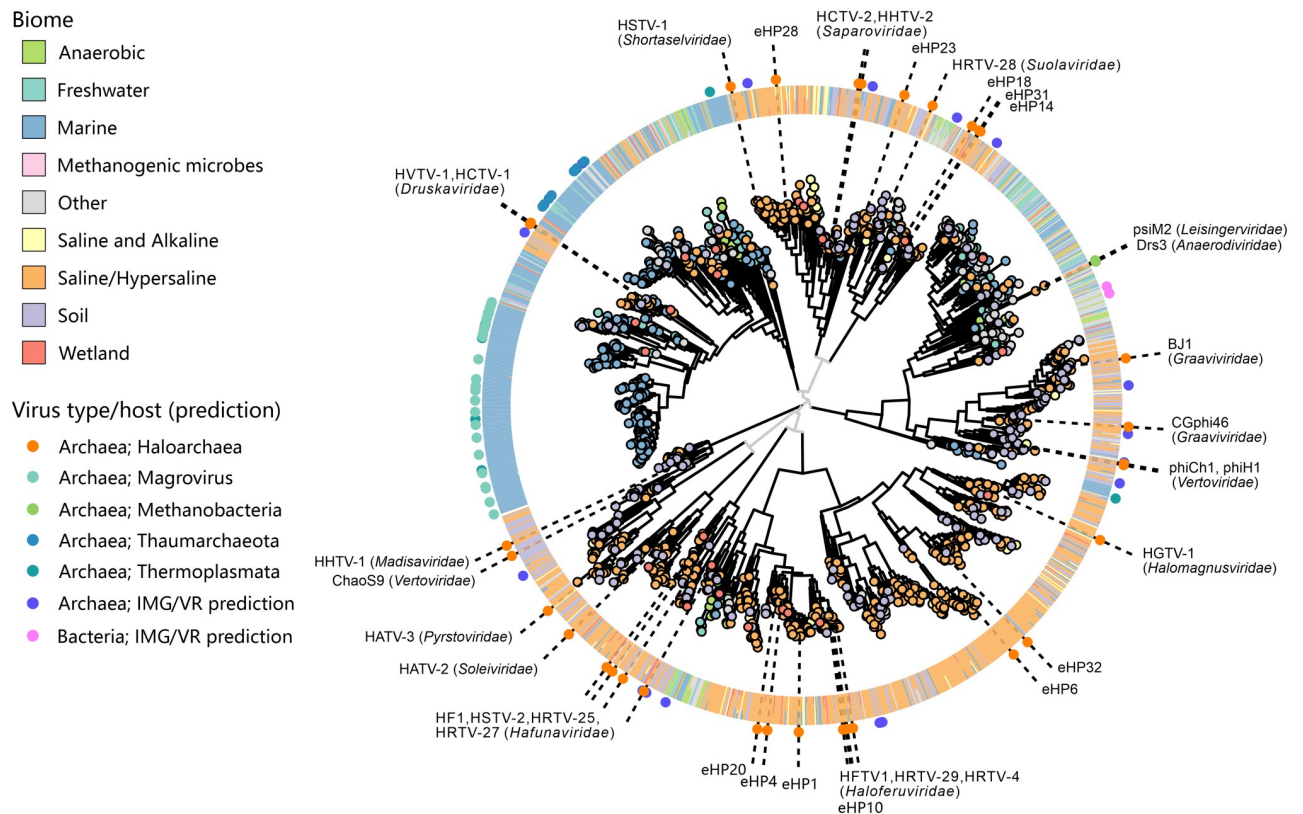 Biome
Anaerobic
Freshwater
Marine
Methanogenic microbes
Other
Saline and Alkaline
Saline/Hypersaline
Soil
Wetland
Virus type/host (prediction)
Archaea; Haloarchaea
Archaea; Magrovirus
Archaea; Methanobacteria
Archaea; Thaumarchaeota
Archaea; Thermoplasmata
Archaea; IMG/VR prediction
Bacteria; IMG/VR prediction
HSTV-1
(Shortaselviridae)
eHP28
HCTV-2,HHTV-2
(Saparoviridae)
eHP23
HRTV-28 (Suolaviridae)
eHP18
eHP31
eHP14
HVTV-1,HCTV-1
(Druskaviridae)
psiM2 (Leisingerviridae)
Drs3 (Anaerodiviridae)
BJ1
(Graaviviridae)
CGphi46
(Graaviviridae)
phiCh1, phiH1
(Vertoviridae)
HGTV-1
(Halomagnusviridae)
eHP32
eHP6
HFTV1,HRTV-29,HRTV-4
(Haloferuviridae)
eHP10
eHP1
eHP4
eHP20
HF1,HSTV-2,HRTV-25,
HRTV-27 (Hafunaviridae)
HATV-2 (Soleiviridae)
HATV-3 (Pyrstoviridae)
ChaoS9 (Vertoviridae)
HHTV-1 (Madisaviridae)